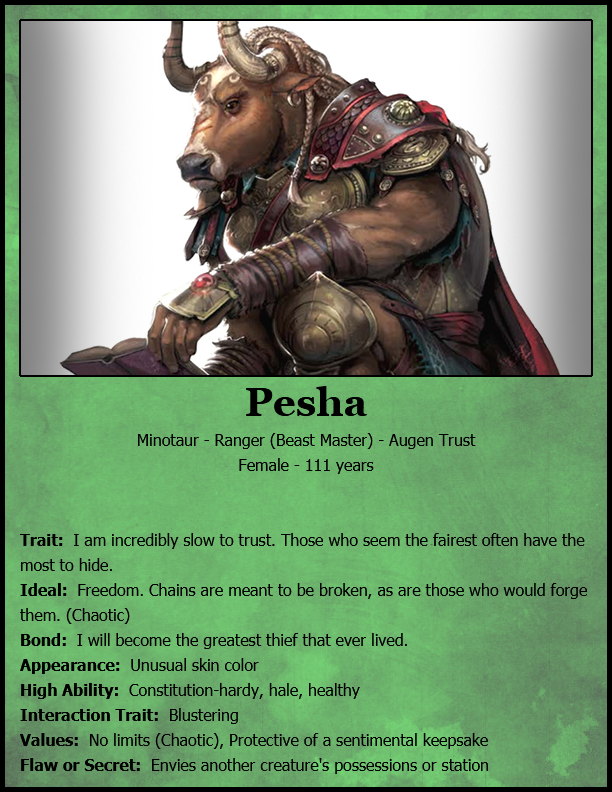 Pesha
Minotaur - Ranger (Beast Master) - Augen Trust
Female - 111 years
Trait: I am incredibly slow to trust. Those who seem the fairest often have the
most to hide.
Ideal: Freedom. Chains are meant to be broken, as are those who would forge
them. (Chaotic)
Bond: I will become the greatest thief that ever lived.
Appearance: Unusual skin color
High Ability: Constitution-hardy, hale, healthy
Interaction Trait: Blustering
Values: No limits (Chaotic), Protective of a sentimental keepsake
Flaw or Secret: Envies another creature's possessions or station